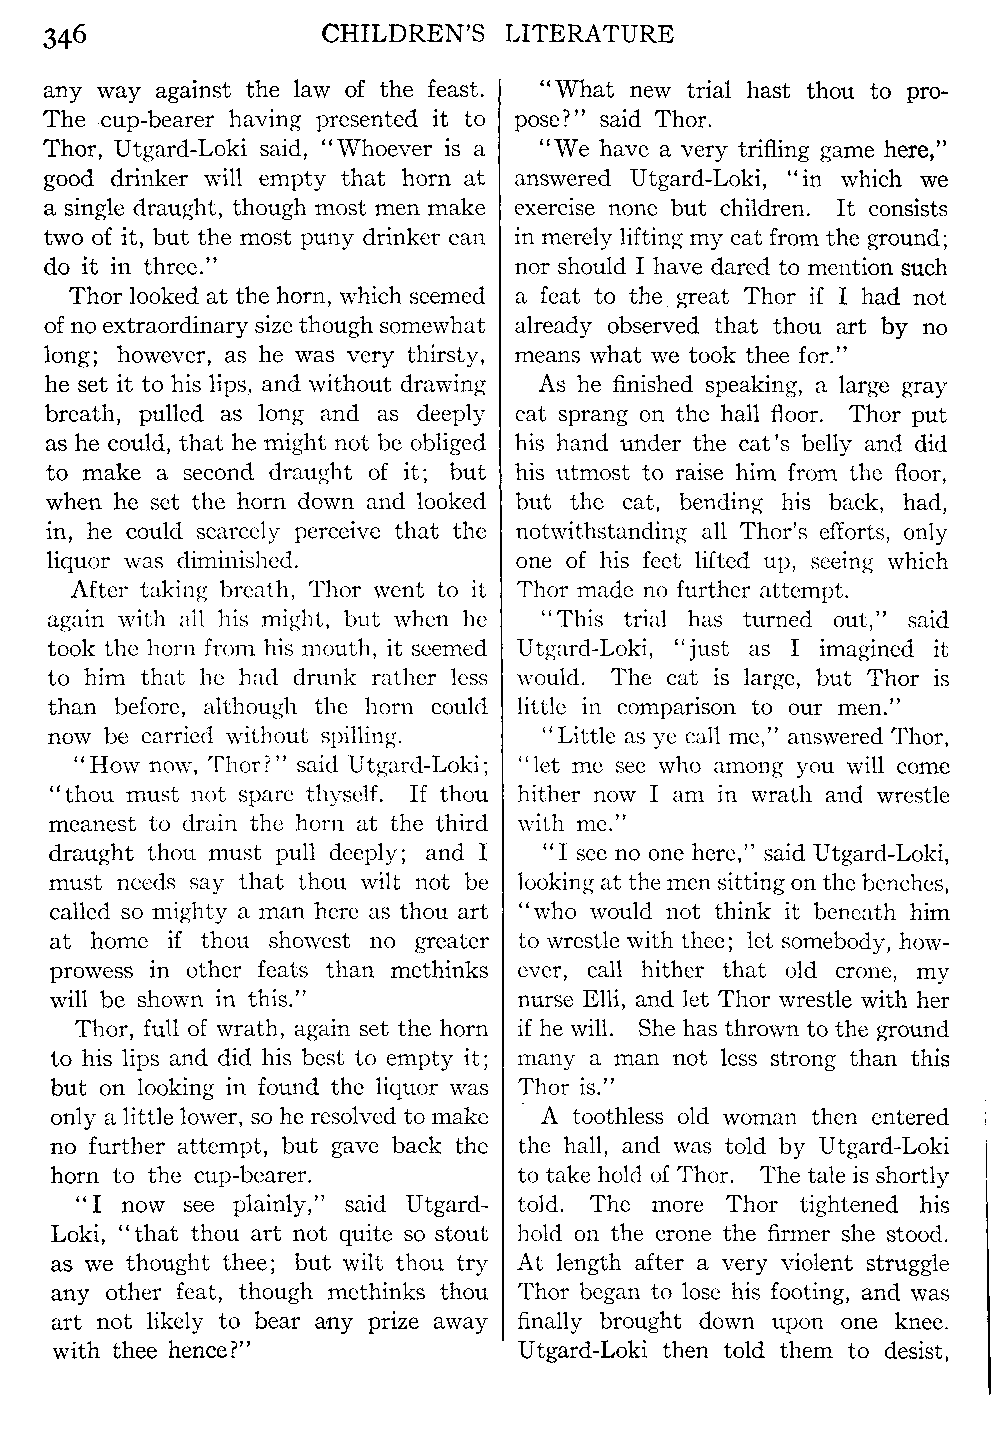 346 CHILDREN'S LITERATURE
any way against the law of the feast.
The cup-bearer having presented it to
Thor, Utgard-Loki said, "Whoever is a
good drinker will empty that horn at
a single draught, though most men make
two of it, but the most puny drinker can
do it in three."
Thor looked at the horn, which seemed
of no extraordinary size though somewhat
long; however, as he was very thirsty,
he set it to his lips, and without drawing
breath, pulled as long and as deeply
as he could, that he might not be obliged
to make a second draught of it; but
when he set the horn down and looked
in, he could scarcely perceive that the
liquor was diminished.
After taking breath, Thor went to it
again with all his might, but when he
took the horn from his mouth, it seemed
to him that he had drunk rather less
than before, although the horn could
now be carried without spilling.
"How now, Thor?" said Utgard-Loki;
"thou must not spare thyself. If thou
meanest to drain the horn at the third
draught thou must pull deeply; and I
must needs say that thou wilt not be
called so mighty a man here as thou art
at home if thou showest no greater
prowess in other feats than methinks
will be shown in this."
Thor, full of wrath, again set the horn
to his lips and did his best to empty it;
but on looking in found the liquor was
only a little lower, so he resolved to make
no further attempt, but gave back the
horn to the cup-bearer.
"I now see plainly," said Utgard-
Loki, "that thou art not quite so stout
as we thought thee; but wilt thou try
any other feat, though methinks thou
art not likely to bear any prize away
with thee hence?"
"What new trial hast thou to pro-
pose?" said Thor.
"We have a very trifling game here,"
answered Utgard-Loki, "in which we
exercise none but children. It consists
in merely lifting my cat from the ground;
nor should I have dared to mention such
a feat to the great Thor if I had not
already observed that thou art by no
means what we took thee for."
As he finished speaking, a large gray
cat sprang on the hall floor. Thor put
his hand under the cat's belly and did
his utmost to raise him from the floor,
but the cat, bending his back, had,
notwithstanding all Thor's efforts, only
one of his feet lifted up, seeing which
Thor made no further attempt.
"This trial has turned out," said
Utgard-Loki, "just as I imagined it
would. The cat is large, but Thor is
little in comparison to our men."
"Little as ye call me," answered Thor,
"let me see who among you will come
hither now I am in wrath and wrestle
with me."
"I see no one here," said Utgard-Loki,
looking at the men sitting on the benches,
"who would not think it beneath him
to wrestle with thee; let somebody, how-
ever, call hither that old crone, my
nurse Elli, and let Thor wrestle with her
if he will. She has thrown to the ground
many a man not less strong than this
Thor is."
A toothless old woman then entered
the hall, and was told by Utgard-Loki
to take hold of Thor. The tale is shortly
told. The more Thor tightened his
hold on the crone the firmer she stood.
At length after a very violent struggle
Thor began to lose his footing, and was
finally brought down upon one knee.
Utgard-Loki then told them to desist,